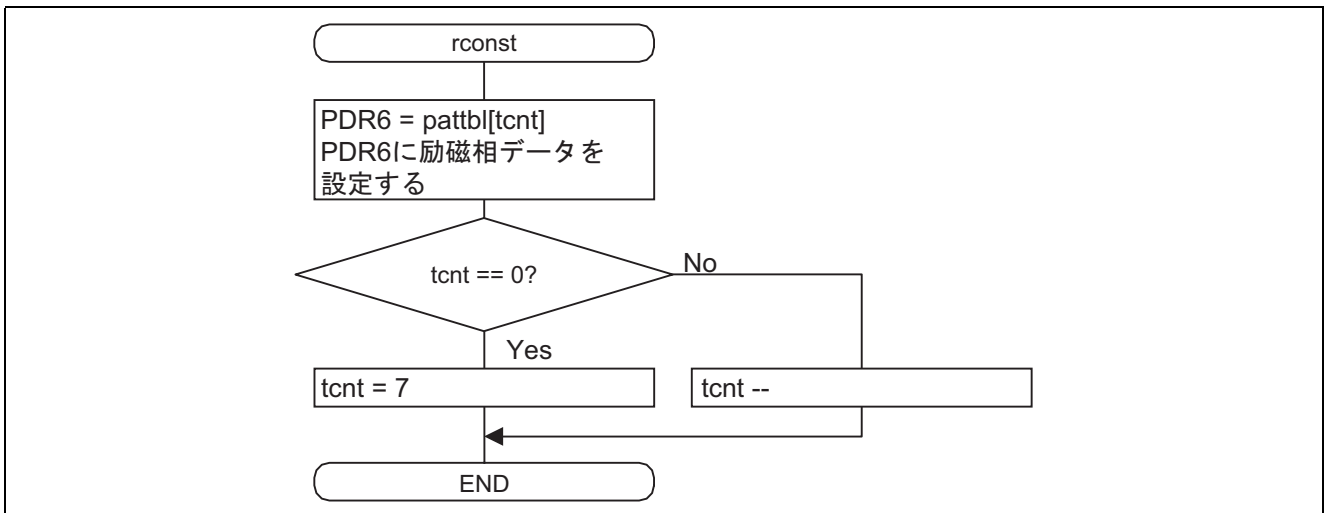 rconst
PDR6 = pattbl[tcnt]
PDR6に励磁相データを
設定する
tcnt == 0?
No
Yes
tcnt = 7
tcnt --
END